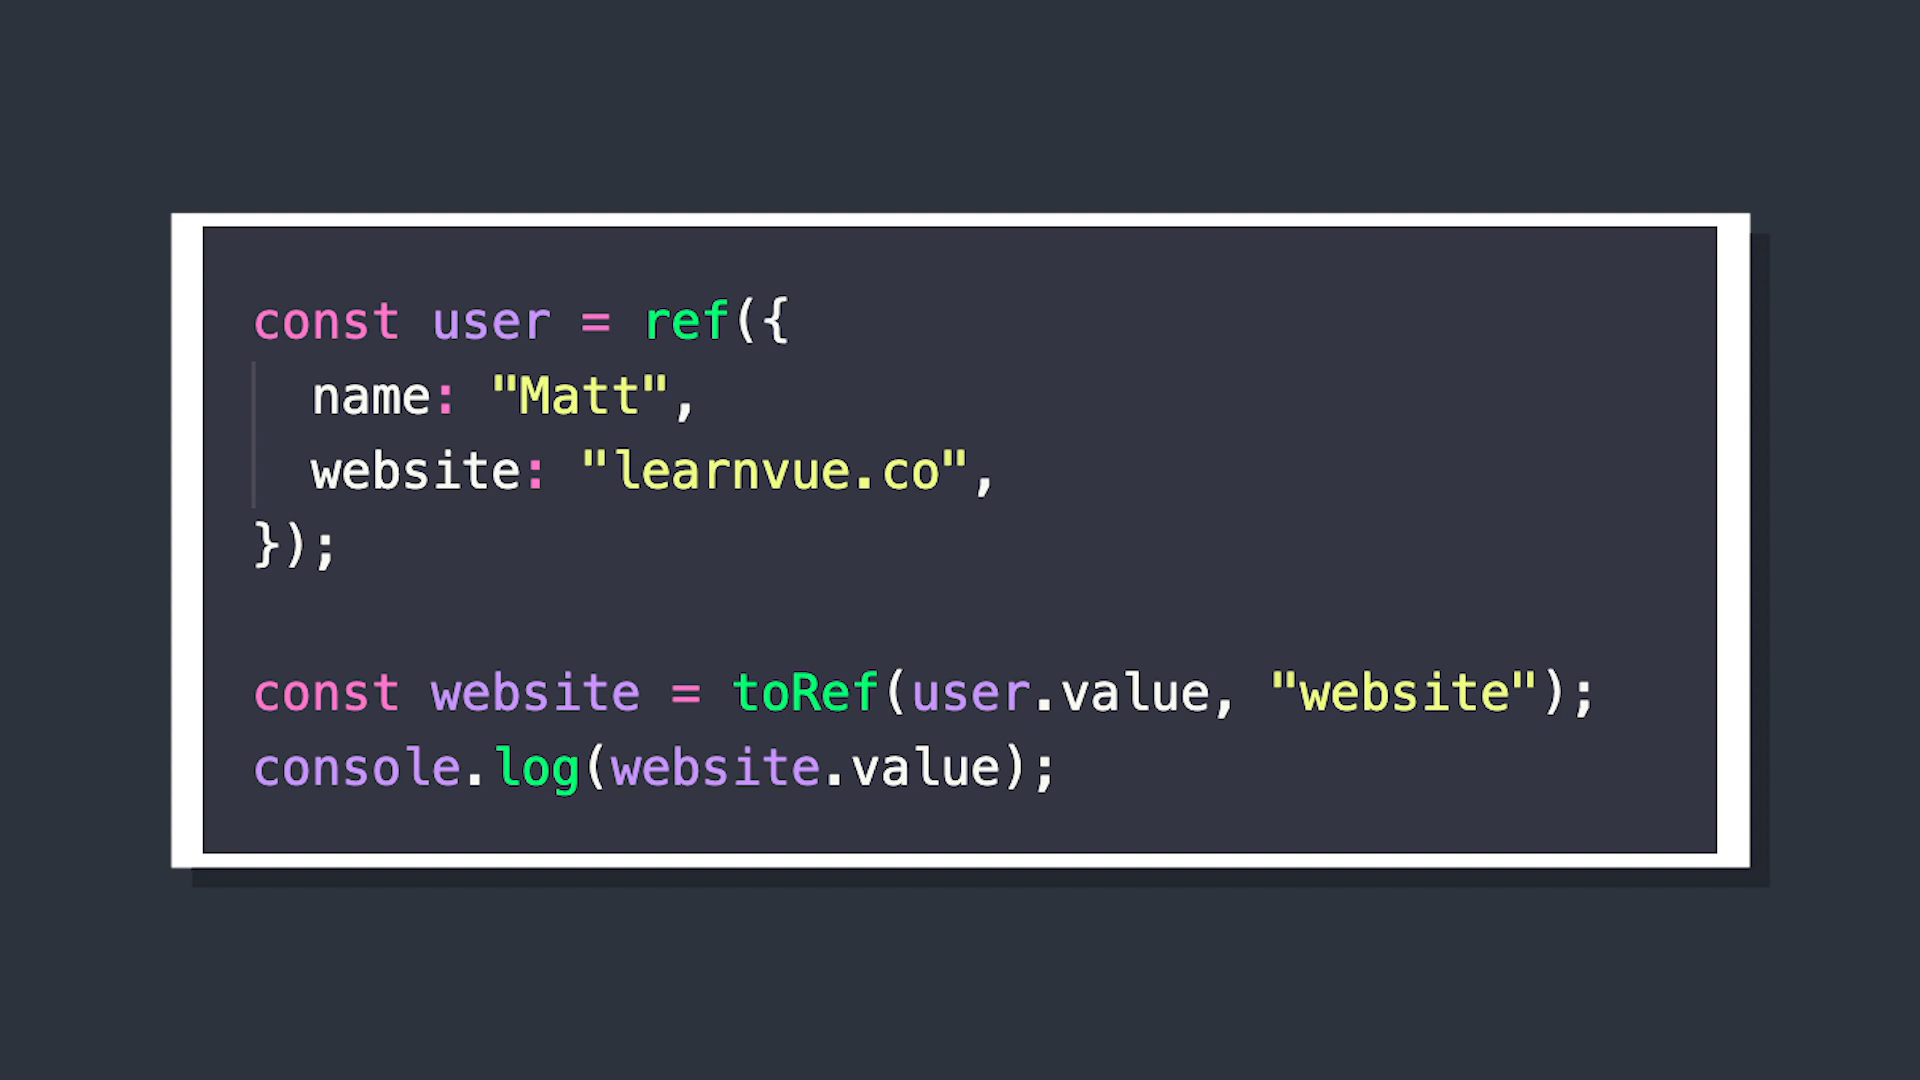 const user = ref({
  name: "Matt",
  website: "learnvue.co",
});

const website = toRef(user.value, "website");
console.log(website.value);